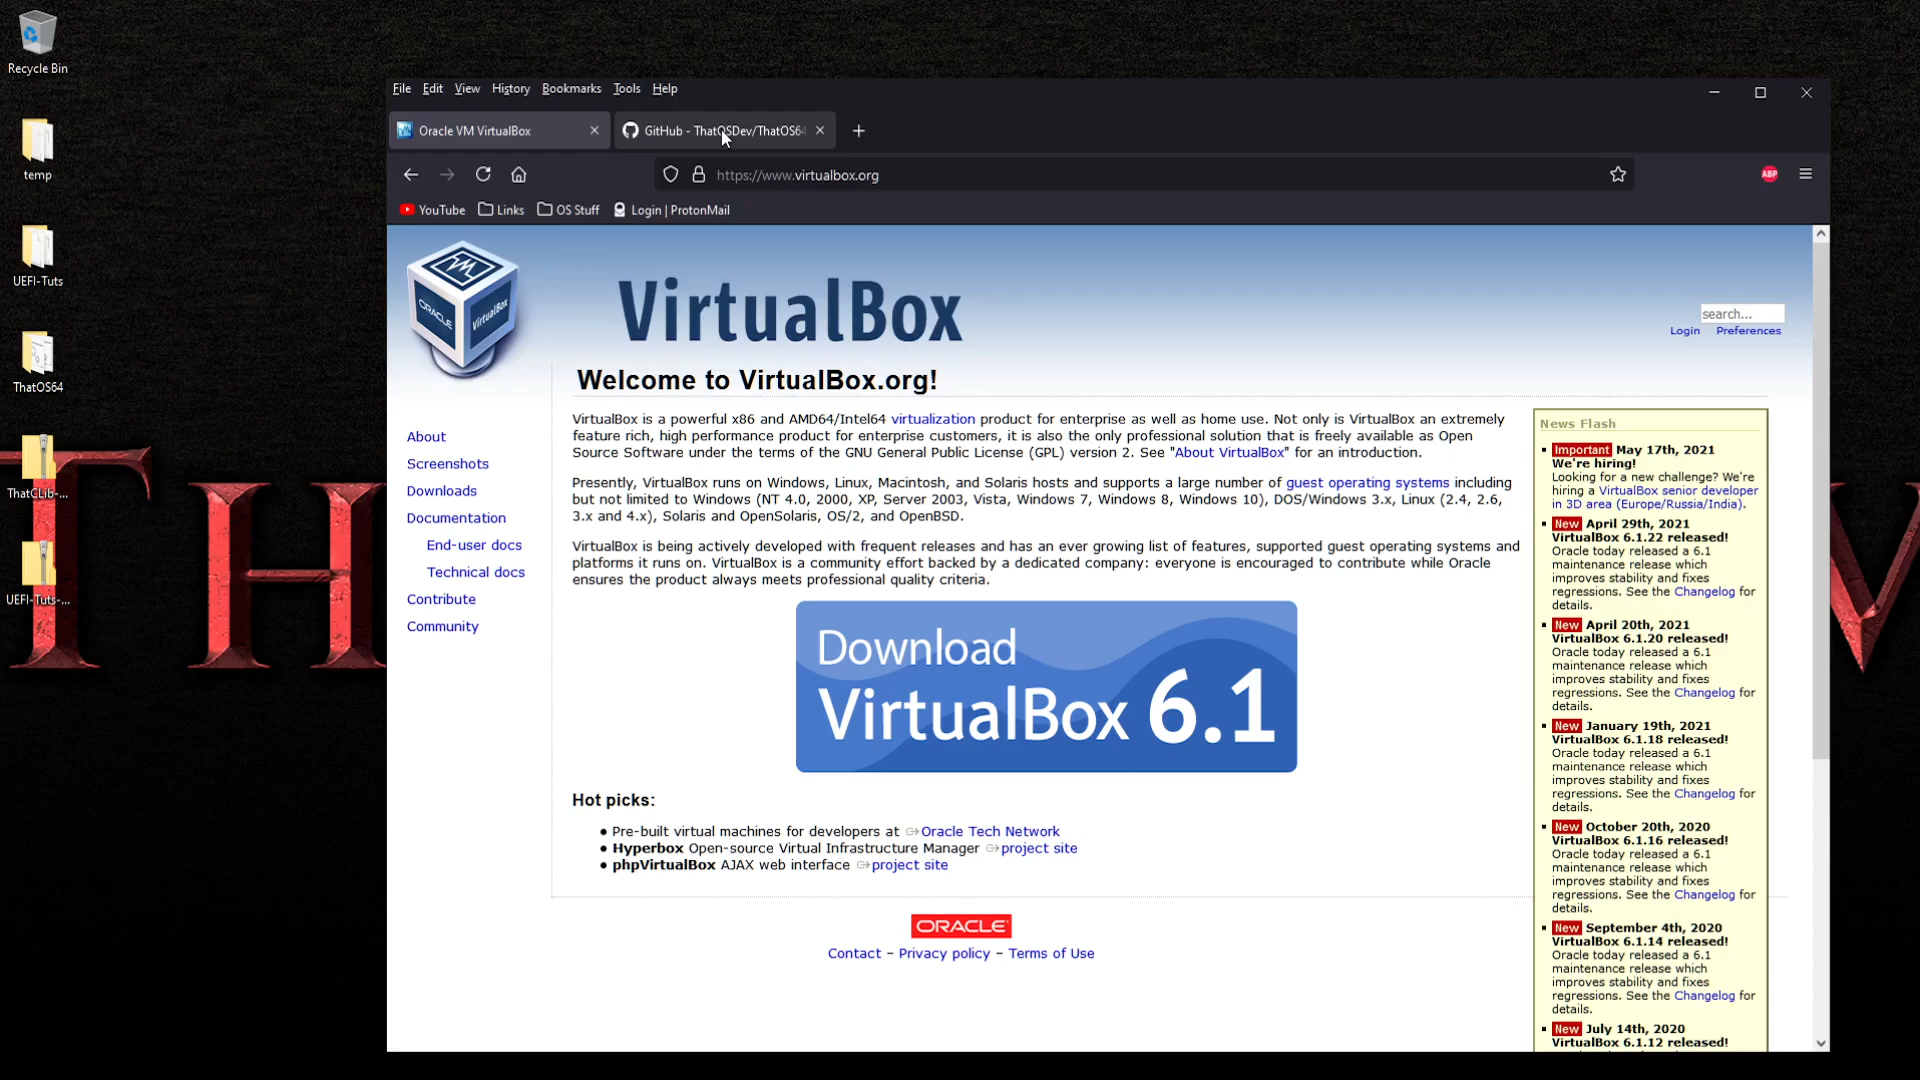 Recycle Bin
temp
UEFI-Tuts
ThatOS64
ThatCLib-...
UEFI-Tuts-...
File Edit View History Bookmarks Tools Help
Oracle VM VirtualBox
GitHub - ThatOSDev/ThatOS64
https://www.virtualbox.org
ABP
YouTube Links OS Stuff Login | ProtonMail
ORACLE
VirtualBox
VirtualBox
search...
Login Preferences
Welcome to VirtualBox.org!
About
Screenshots
Downloads
Documentation
End-user docs
Technical docs
Contribute
Community
VirtualBox is a powerful x86 and AMD64/Intel64 virtualization product for enterprise as well as home use. Not only is VirtualBox an extremely
feature rich, high performance product for enterprise customers, it is also the only professional solution that is freely available as Open
Source Software under the terms of the GNU General Public License (GPL) version 2. See "About VirtualBox" for an introduction.
Presently, VirtualBox runs on Windows, Linux, Macintosh, and Solaris hosts and supports a large number of guest operating systems including
but not limited to Windows (NT 4.0, 2000, XP, Server 2003, Vista, Windows 7, Windows 8, Windows 10), DOS/Windows 3.x, Linux (2.4, 2.6,
3.x and 4.x), Solaris and OpenSolaris, OS/2, and OpenBSD.
VirtualBox is being actively developed with frequent releases and has an ever growing list of features, supported guest operating systems and
platforms it runs on. VirtualBox is a community effort backed by a dedicated company: everyone is encouraged to contribute while Oracle
ensures the product always meets professional quality criteria.
Download
VirtualBox 6.1
Hot picks:
Pre-built virtual machines for developers at Oracle Tech Network
Hyperbox Open-source Virtual Infrastructure Manager project site
phpVirtualBox AJAX web interface project site
ORACLE
Contact – Privacy policy – Terms of Use
News Flash
Important May 17th, 2021
We're hiring!
Looking for a new challenge? We're
hiring a VirtualBox senior developer
in 3D area (Europe/Russia/India).
New April 29th, 2021
VirtualBox 6.1.22 released!
Oracle today released a 6.1
maintenance release which
improves stability and fixes
regressions. See the Changelog for
details.
New April 20th, 2021
VirtualBox 6.1.20 released!
Oracle today released a 6.1
maintenance release which
improves stability and fixes
regressions. See the Changelog for
details.
New January 19th, 2021
VirtualBox 6.1.18 released!
Oracle today released a 6.1
maintenance release which
improves stability and fixes
regressions. See the Changelog for
details.
New October 20th, 2020
VirtualBox 6.1.16 released!
Oracle today released a 6.1
maintenance release which
improves stability and fixes
regressions. See the Changelog for
details.
New September 4th, 2020
VirtualBox 6.1.14 released!
Oracle today released a 6.1
maintenance release which
improves stability and fixes
regressions. See the Changelog for
details.
New July 14th, 2020
VirtualBox 6.1.12 released!